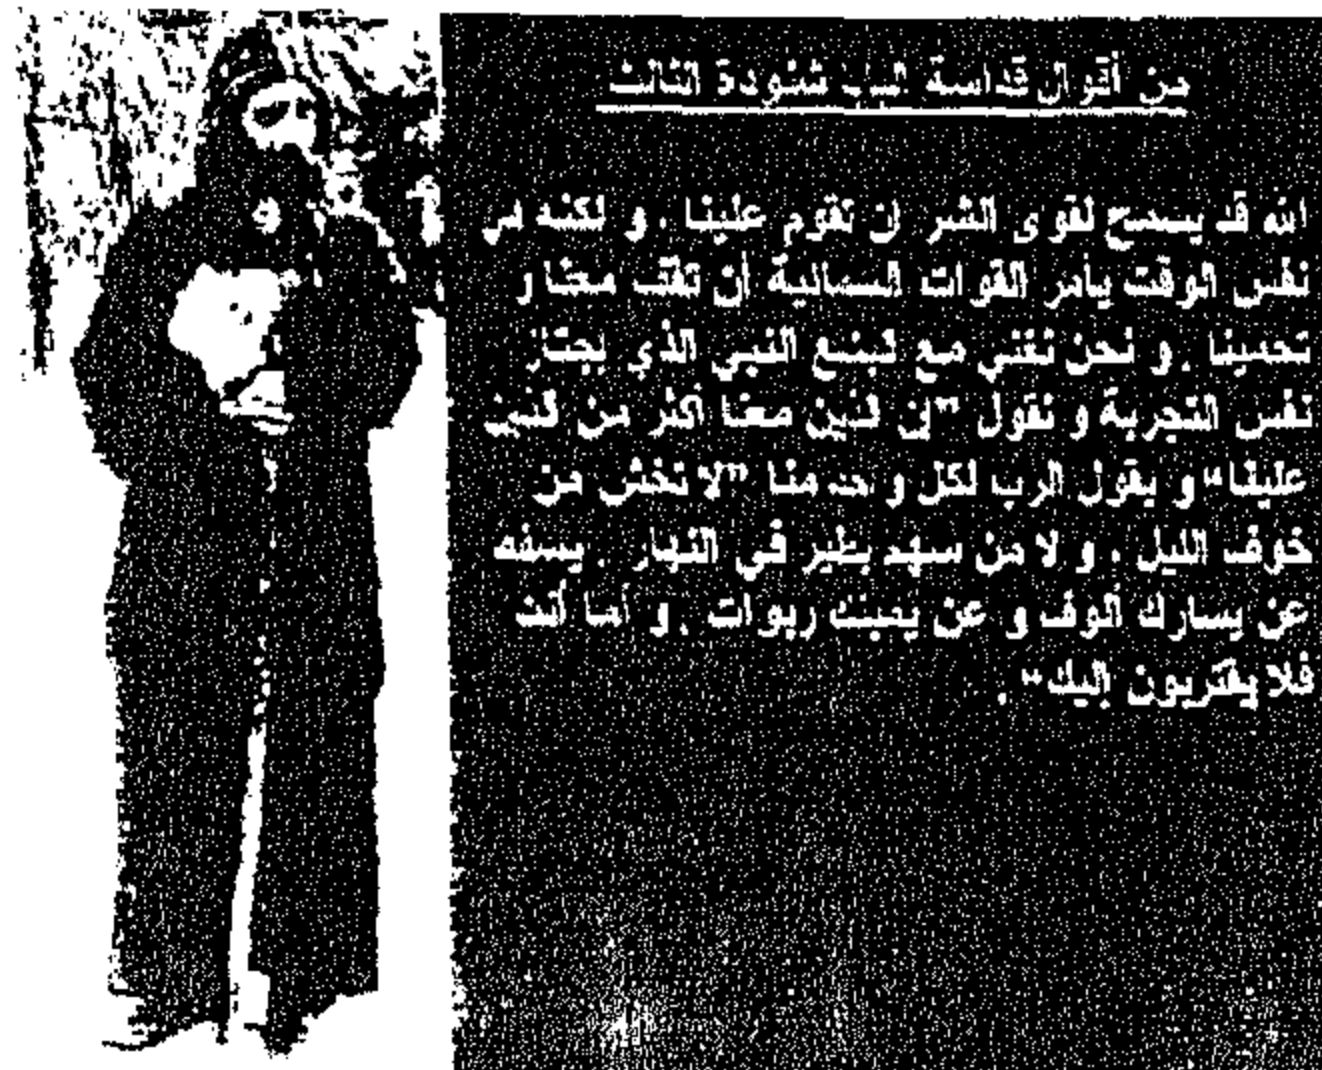 من أقوال قداسة البابا شنودة الثالث
الله قد يسمح لقوى الشر ان تقوم علينا . و لكنه في
نفس الوقت يأمر القوات السمائية أن تقف معنا و
تحمينا . و نحن نغني مع اليشع النبي الذي إجتاز
نفس التجربة و نقول "إن الذين معنا أكثر من الذين
علينا" و يقول الرب لكل واحد منا "لا تخش من
خوف الليل . و لا من سهم يطير في النهار . يسقط
عن يسارك ألوف و عن يمينك ربوات . و أما أنت
فلا يقتربون إليك" .